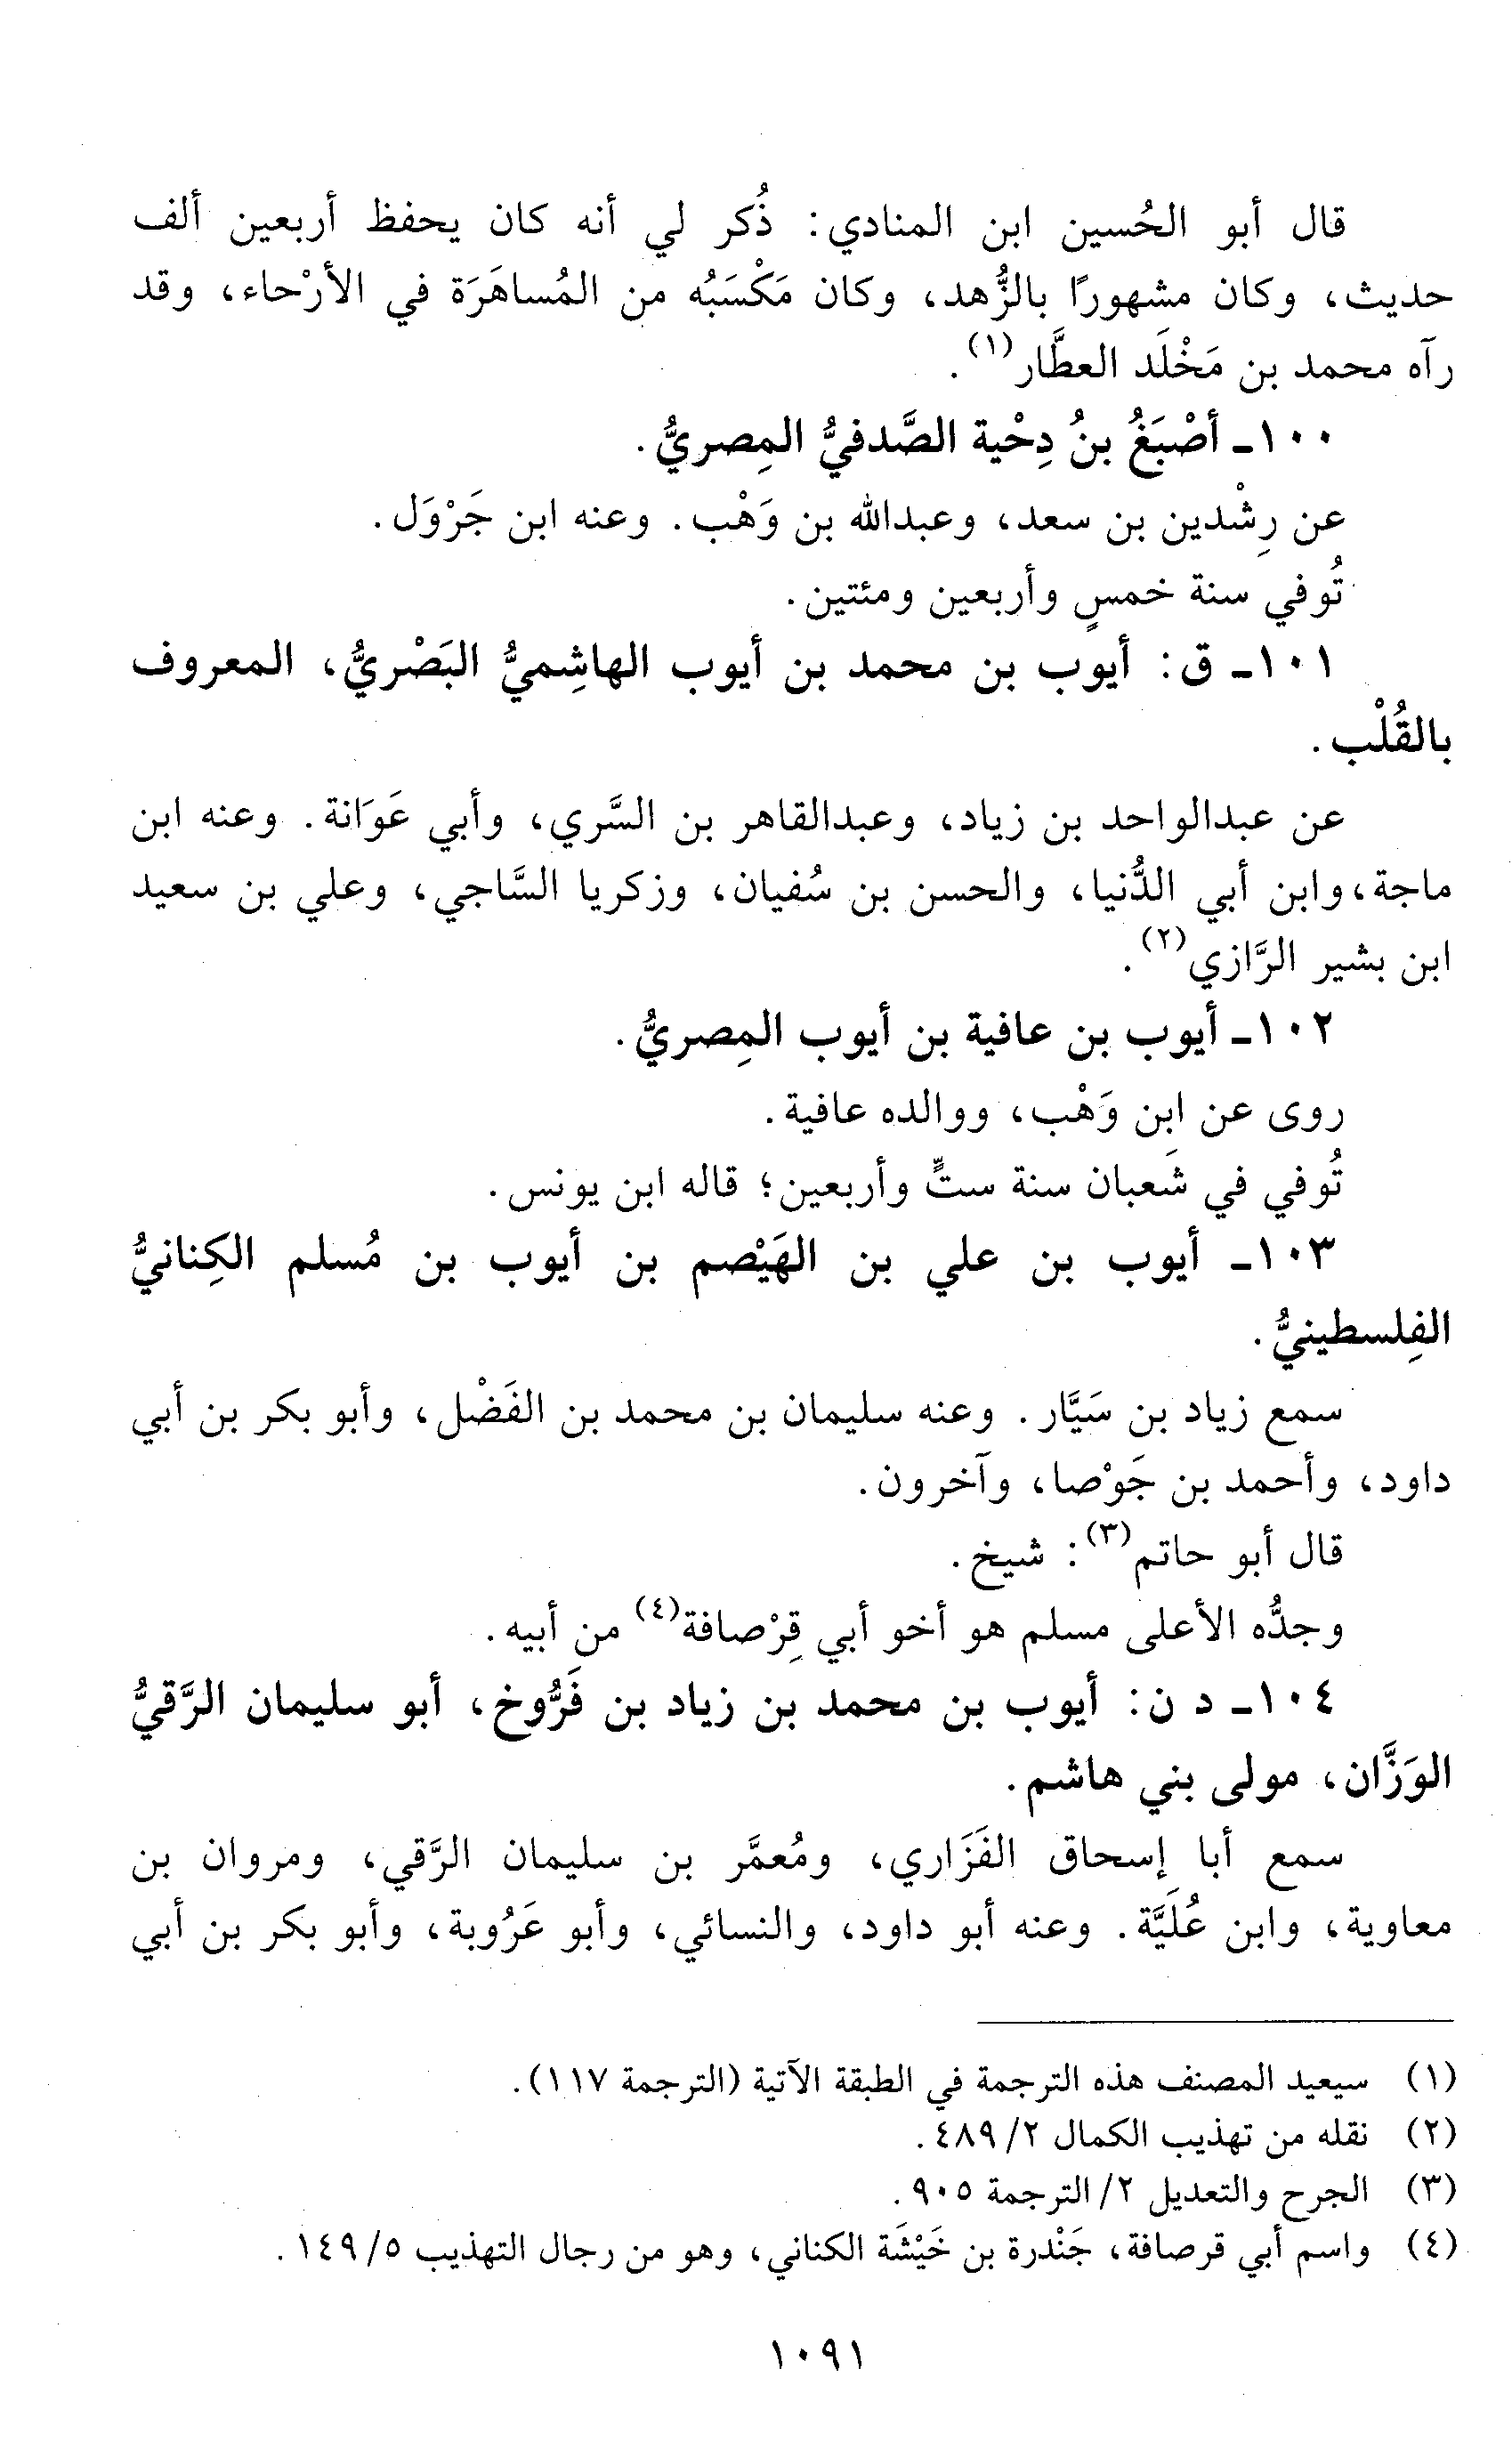 قال أبو الحُسين ابن المنادي: ذُكر لي أنه كان يحفظ أربعين ألف
حديث، وكان مشهورًا بالزُّهد، وكان مَكْسَبُه من المُساهَرَة في الأرْحاء، وقد
رآه محمد بن مَخْلَد العطَّار(١).
١٠٠ـ أصْبَغُ بنُ دِحْية الصَّدفيُّ المِصريُّ.
عن رِشْدين بن سعد، وعبدالله بن وَهْب. وعنه ابن جَرْوَل.
تُوفي سنة خمسٍ وأربعين ومئتين.
١٠١ـ ق: أيوب بن محمد بن أيوب الهاشِميُّ البَصْريُّ، المعروف
بالقُلْب.
عن عبدالواحد بن زياد، وعبدالقاهر بن السَّري، وأبي عَوَانة. وعنه ابن
ماجة، وابن أبي الدُّنيا، والحسن بن سُفيان، وزكريا السَّاجي، وعلي بن سعيد
ابن بشير الرَّازي(٢).
١٠٢ـ أيوب بن عافية بن أيوب المِصريُّ.
روى عن ابن وَهْب، ووالده عافية.
تُوفي في شَعبان سنة ستٍّ وأربعين؛ قاله ابن يونس.
١٠٣ـ أيوب بن علي بن الهَيْصم بن أيوب بن مُسلم الكِنانيُّ
الفِلسطينيُّ.
سمع زياد بن سَيَّار. وعنه سليمان بن محمد بن الفَضْل، وأبو بكر بن أبي
داود، وأحمد بن جَوْصا، وآخرون.
قال أبو حاتم(٣): شيخ.
وجدُّه الأعلى مسلم هو أخو أبي قِرْصافة(٤) من أبيه.
١٠٤ـ د ن: أيوب بن محمد بن زياد بن فَرُّوخ، أبو سليمان الرَّقيُّ
الوَزَّان، مولى بني هاشم.
سمع أبا إسحاق الفَزَاري، ومُعمَّر بن سليمان الرَّقي، ومروان بن
معاوية، وابن عُلَيَّة. وعنه أبو داود، والنسائي، وأبو عَرُوبة، وأبو بكر بن أبي
(١) سيعيد المصنف هذه الترجمة في الطبقة الآتية (الترجمة ١١٧).
(٢) نقله من تهذيب الكمال ٢/ ٤٨٩.
(٣) الجرح والتعديل ٢/ الترجمة ٩٠٥.
(٤) واسم أبي قرصافة، جَنْدرة بن خَيْشَة الكناني، وهو من رجال التهذيب ٥/ ١٤٩.
١٠٩١